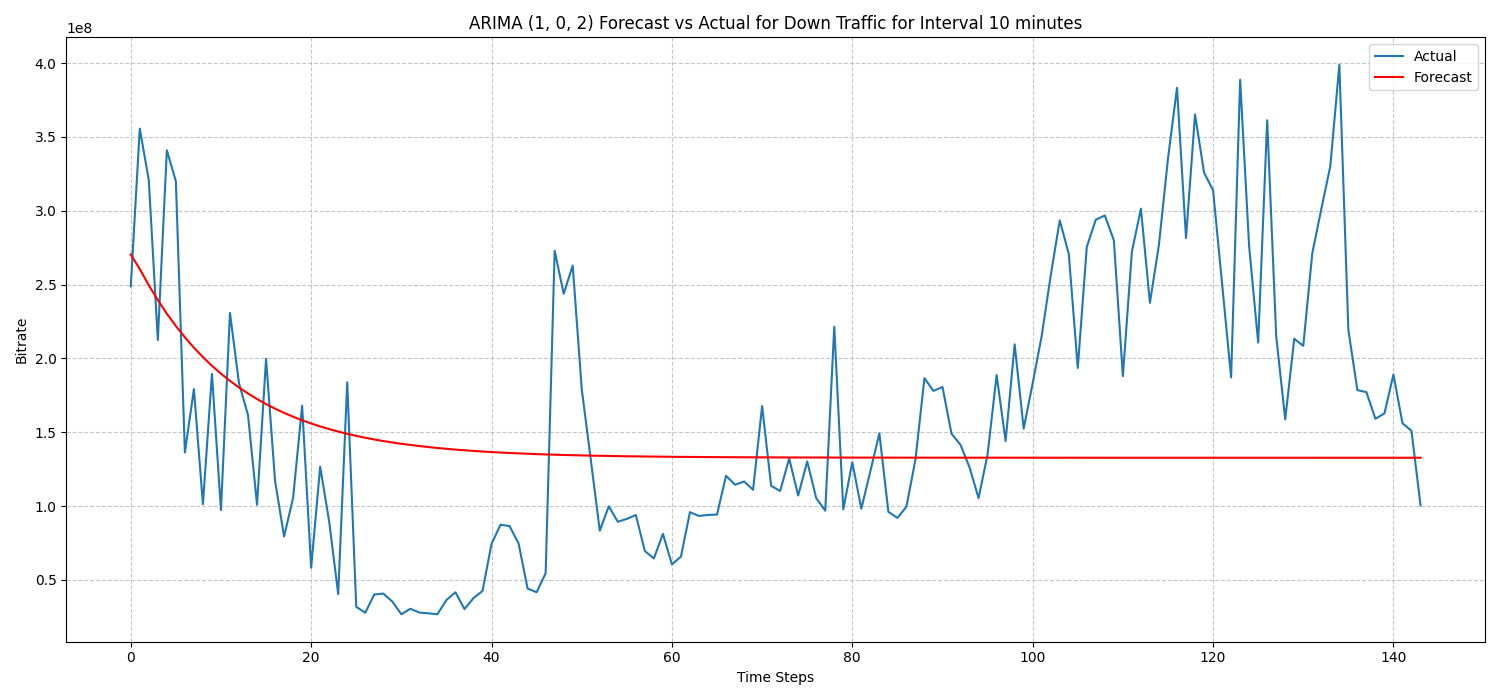 ARIMA (1, 0, 2) Forecast vs Actual for Down Traffic for Interval 10 minutes
1e8
4.0
3.5
3.0
2.5
2.0
1.5
1.0
0.5
Bitrate
Actual
Forecast
0 20 40 60 80 100 120 140
Time Steps